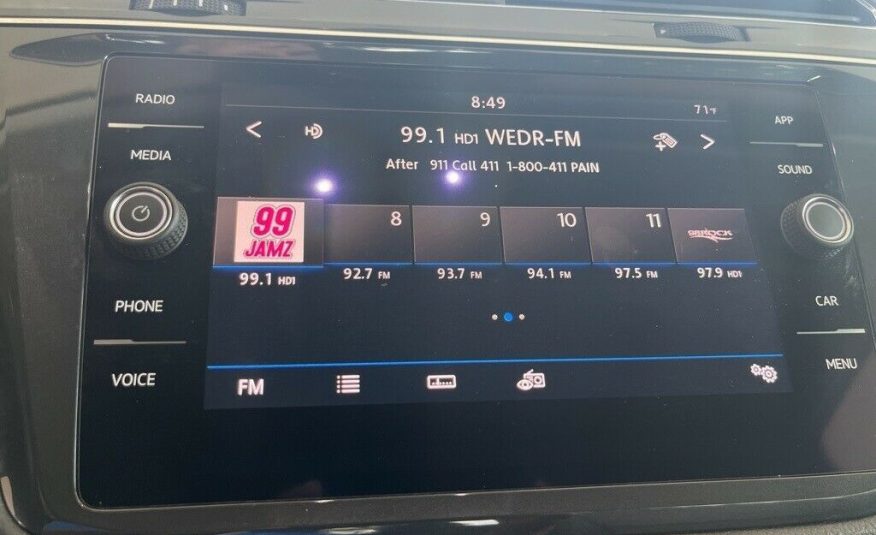 8:49
71°F
RADIO
APP
99.1 HD1 WEDR-FM
MEDIA
After 911 Call 411 1-800-411 PAIN
SOUND
99 JAMZ
8
9
10
11
98ROCK
99.1 HD1
92.7 FM
93.7 FM
94.1 FM
97.5 FM
97.9 HD1
PHONE
CAR
VOICE
FM
MENU